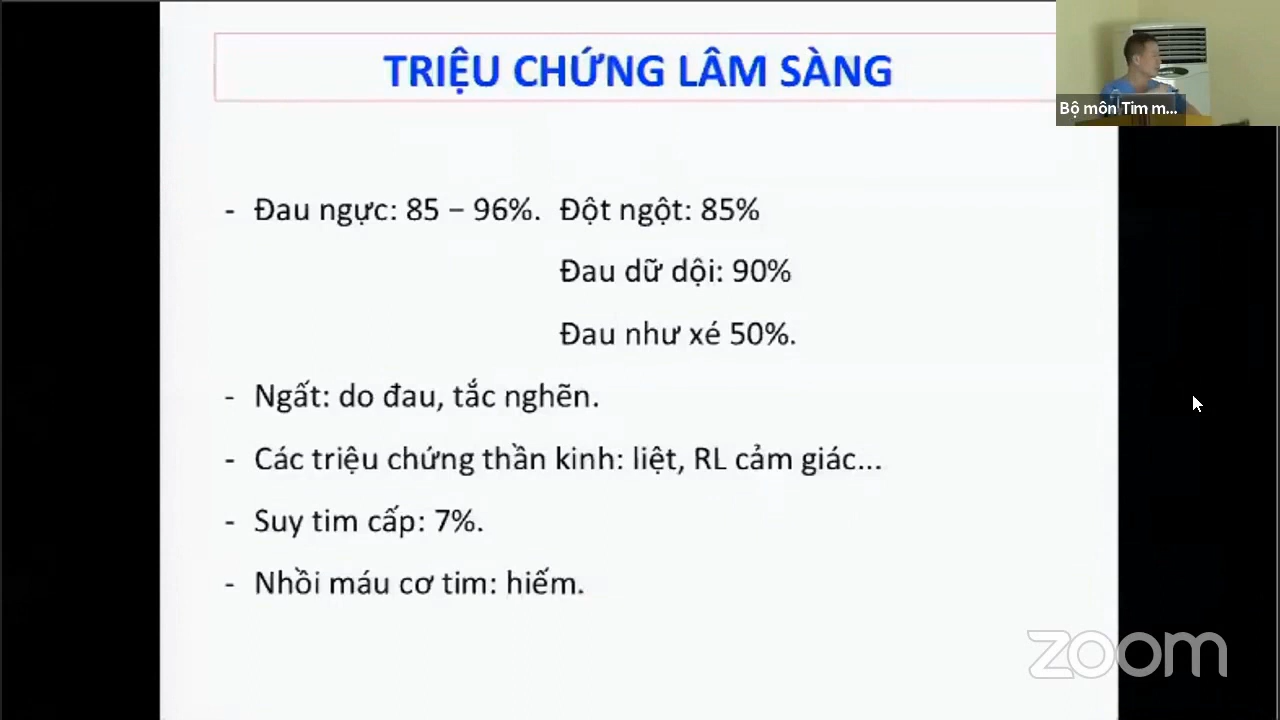 TRIỆU CHỨNG LÂM SÀNG
Bộ môn Tim m...
- Đau ngực: 85 – 96%. Đột ngột: 85%
Đau dữ dội: 90%
Đau như xé 50%.
- Ngất: do đau, tắc nghẽn.
- Các triệu chứng thần kinh: liệt, RL cảm giác...
- Suy tim cấp: 7%.
- Nhồi máu cơ tim: hiếm.
zoom